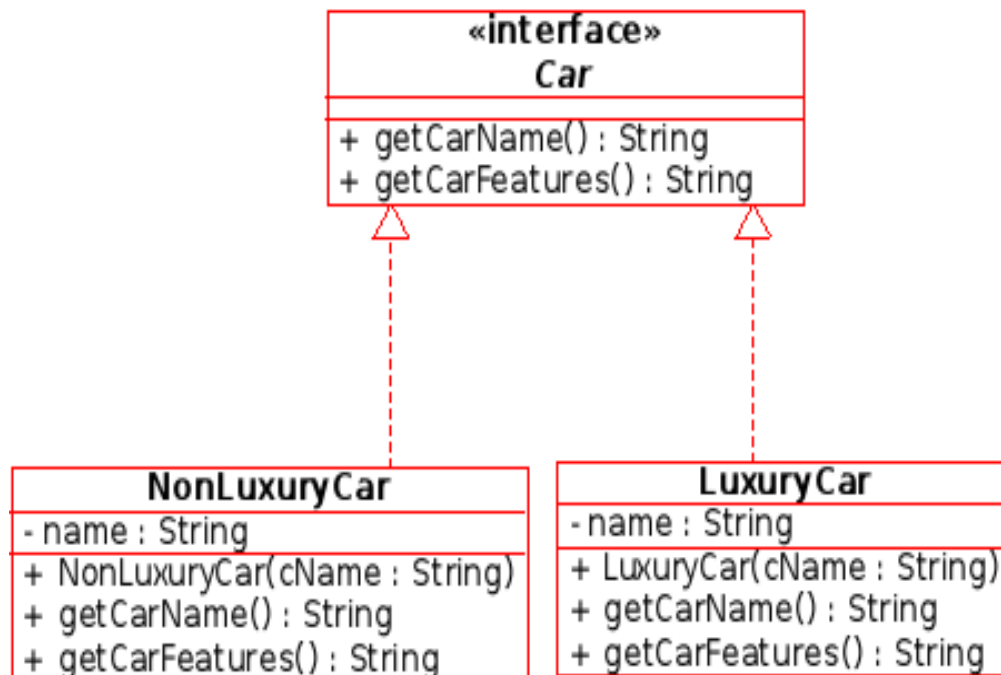 «interface»
Car
+ getCarName() : String
+ getCarFeatures() : String
NonLuxuryCar
- name : String
+ NonLuxuryCar(cName : String)
+ getCarName() : String
+ getCarFeatures() : String
LuxuryCar
- name : String
+ LuxuryCar(cName : String)
+ getCarName() : String
+ getCarFeatures() : String